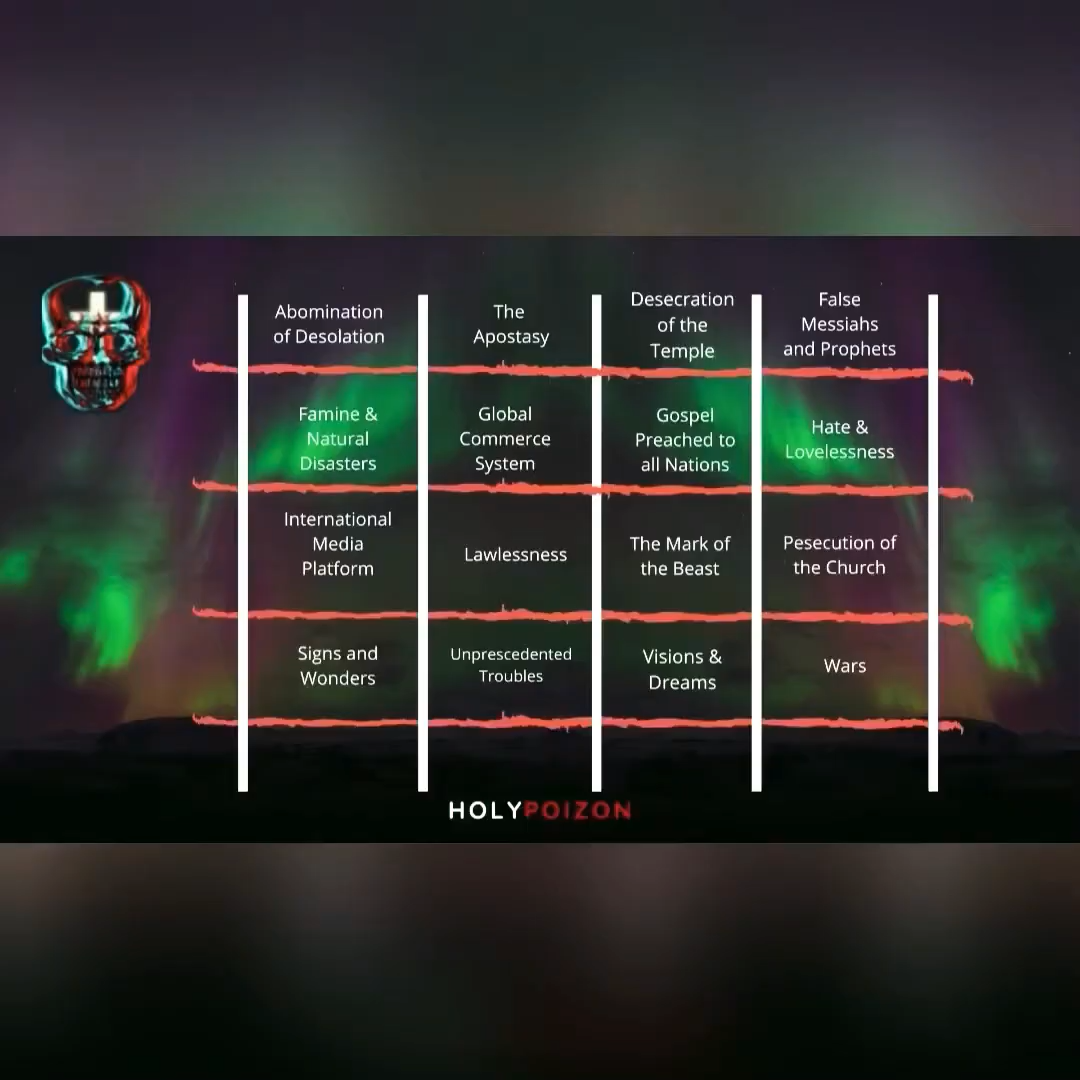 Abomination
of Desolation
The
Apostasy
Desecration
of the
Temple
False
Messiahs
and Prophets
Famine &
Natural
Disasters
Global
Commerce
System
Gospel
Preached to
all Nations
Hate &
Lovelessness
International
Media
Platform
Lawlessness
The Mark of
the Beast
Pesecution of
the Church
Signs and
Wonders
Unprescedented
Troubles
Visions &
Dreams
Wars
HOLYPOIZON